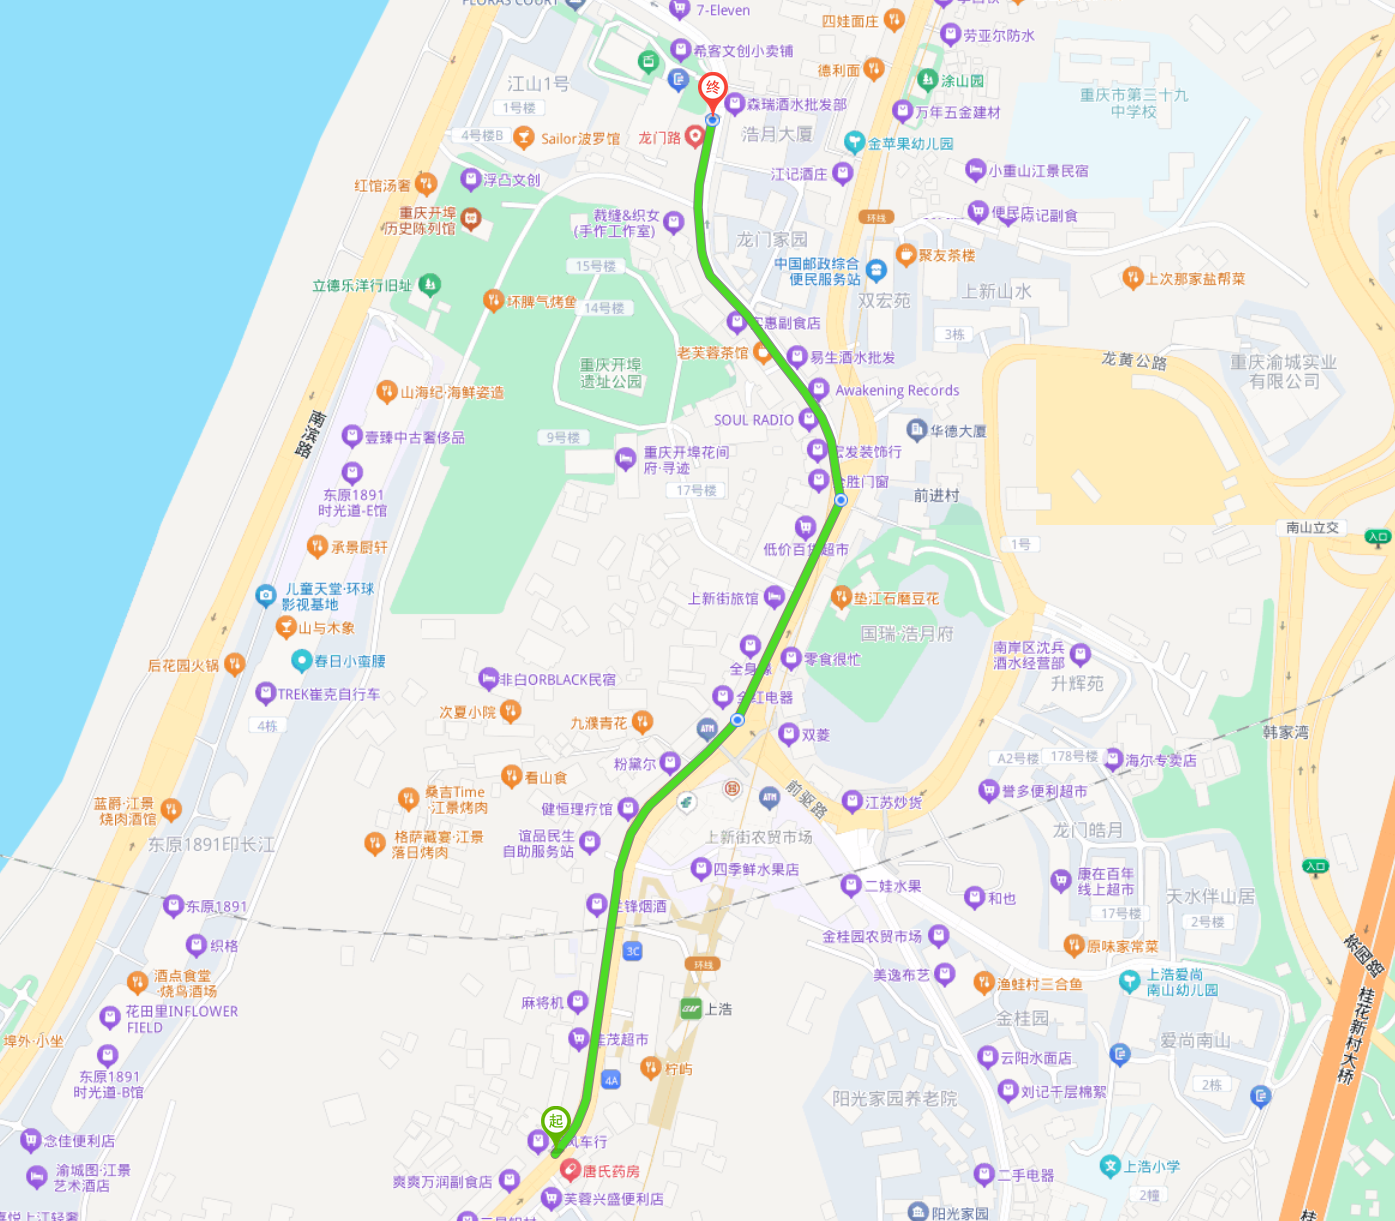 FLORAS COURT
7-Eleven
四娃面庄
劳亚尔防水
希客文创小卖铺
德利面
涂山园
江山1号
终
1号楼
森瑞酒水批发部
万年五金建材
重庆市第三十九
中学校
4号楼B
Sailor波罗馆
龙门路
浩月大厦
金苹果幼儿园
红馆汤奢
浮凸文创
江记酒庄
小重山江景民宿
重庆开埠
历史陈列馆
裁缝&织女
(手作工作室)
环线
便民店
陈记副食
龙门家园
15号楼
中国邮政综合
便民服务站
聚友茶楼
立德乐洋行旧址
坏脾气烤鱼
14号楼
双宏苑
上新山水
上次那家盐帮菜
惠副食店
3栋
老芙蓉茶馆
易生酒水批发
龙黄公路
重庆渝城实业
有限公司
重庆开埠
遗址公园
山海纪·海鲜姿造
Awakening Records
南滨路
SOUL RADIO
华德大厦
壹臻中古奢侈品
9号楼
重庆开埠花间
府·寻迹
宏发装饰行
东原1891
时光道-E馆
17号楼
胜门窗
前进村
南山立交
入口
承景厨轩
低价百货超市
1号
儿童天堂·环球
影视基地
上新街旅馆
垫江石磨豆花
山与木象
国瑞·浩月府
后花园火锅
春日小蛮腰
全身缘
零食很忙
南岸区沈兵
酒水经营部
升辉苑
TREK崔克自行车
非白ORBLACK民宿
红电器
4栋
次夏小院
九濮青花
ATM
双菱
韩家湾
粉黛尔
看山食
A2号楼
178号楼
海尔专卖店
蓝爵·江景
烧肉酒馆
桑吉Time
·江景烤肉
健恒理疗馆
ATM
前驱路
江苏炒货
誉多便利超市
东原1891印长江
格萨藏宴·江景
落日烤肉
谊品民生
自助服务站
上新街农贸市场
龙门皓月
四季鲜水果店
入口
二娃水果
康在百年
线上超市
和也
天水伴山居
东原1891
锋烟酒
17号楼
2号楼
织格
3C
金桂园农贸市场
原味家常菜
茶园路
环线
酒点食堂
·烧鸟酒场
美逸布艺
渔蛙村三合鱼
上浩爱尚
南山幼儿园
麻将机
上浩
花田里INFLOWER
FIELD
金桂园
桂花新村大桥
埠外·小坐
茂超市
爱尚南山
东原1891
时光道-B馆
柠屿
云阳水面店
4A
2栋
刘记千层棉絮
阳光家园养老院
起
念佳便利店
风车行
渝城图·江景
艺术酒店
唐氏药房
上浩小学
爽爽万润副食店
二手电器
芙蓉兴盛便利店
2幢
喜悦上江轻奢
阳光家园
桂